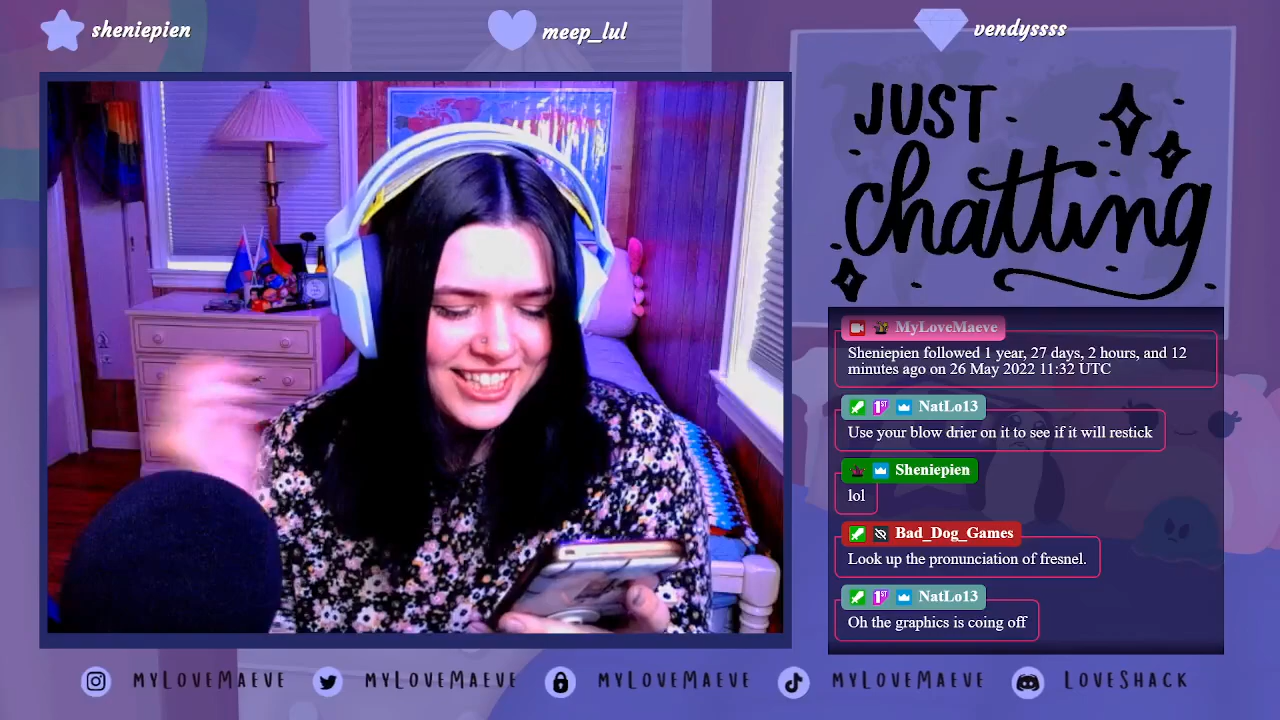 sheniepien
meep_lul
vendyssss
JUST
chatting
MyLoveMaeve
Sheniepien followed 1 year, 27 days, 2 hours, and 12
minutes ago on 26 May 2022 11:32 UTC
1ST NatLo13
Use your blow drier on it to see if it will restick
Sheniepien
lol
Bad_Dog_Games
Look up the pronunciation of fresnel.
1ST NatLo13
Oh the graphics is coing off
MYLOVEMAEVE
MYLOVEMAEVE
MYLOVEMAEVE
MYLOVEMAEVE
LOVESHACK